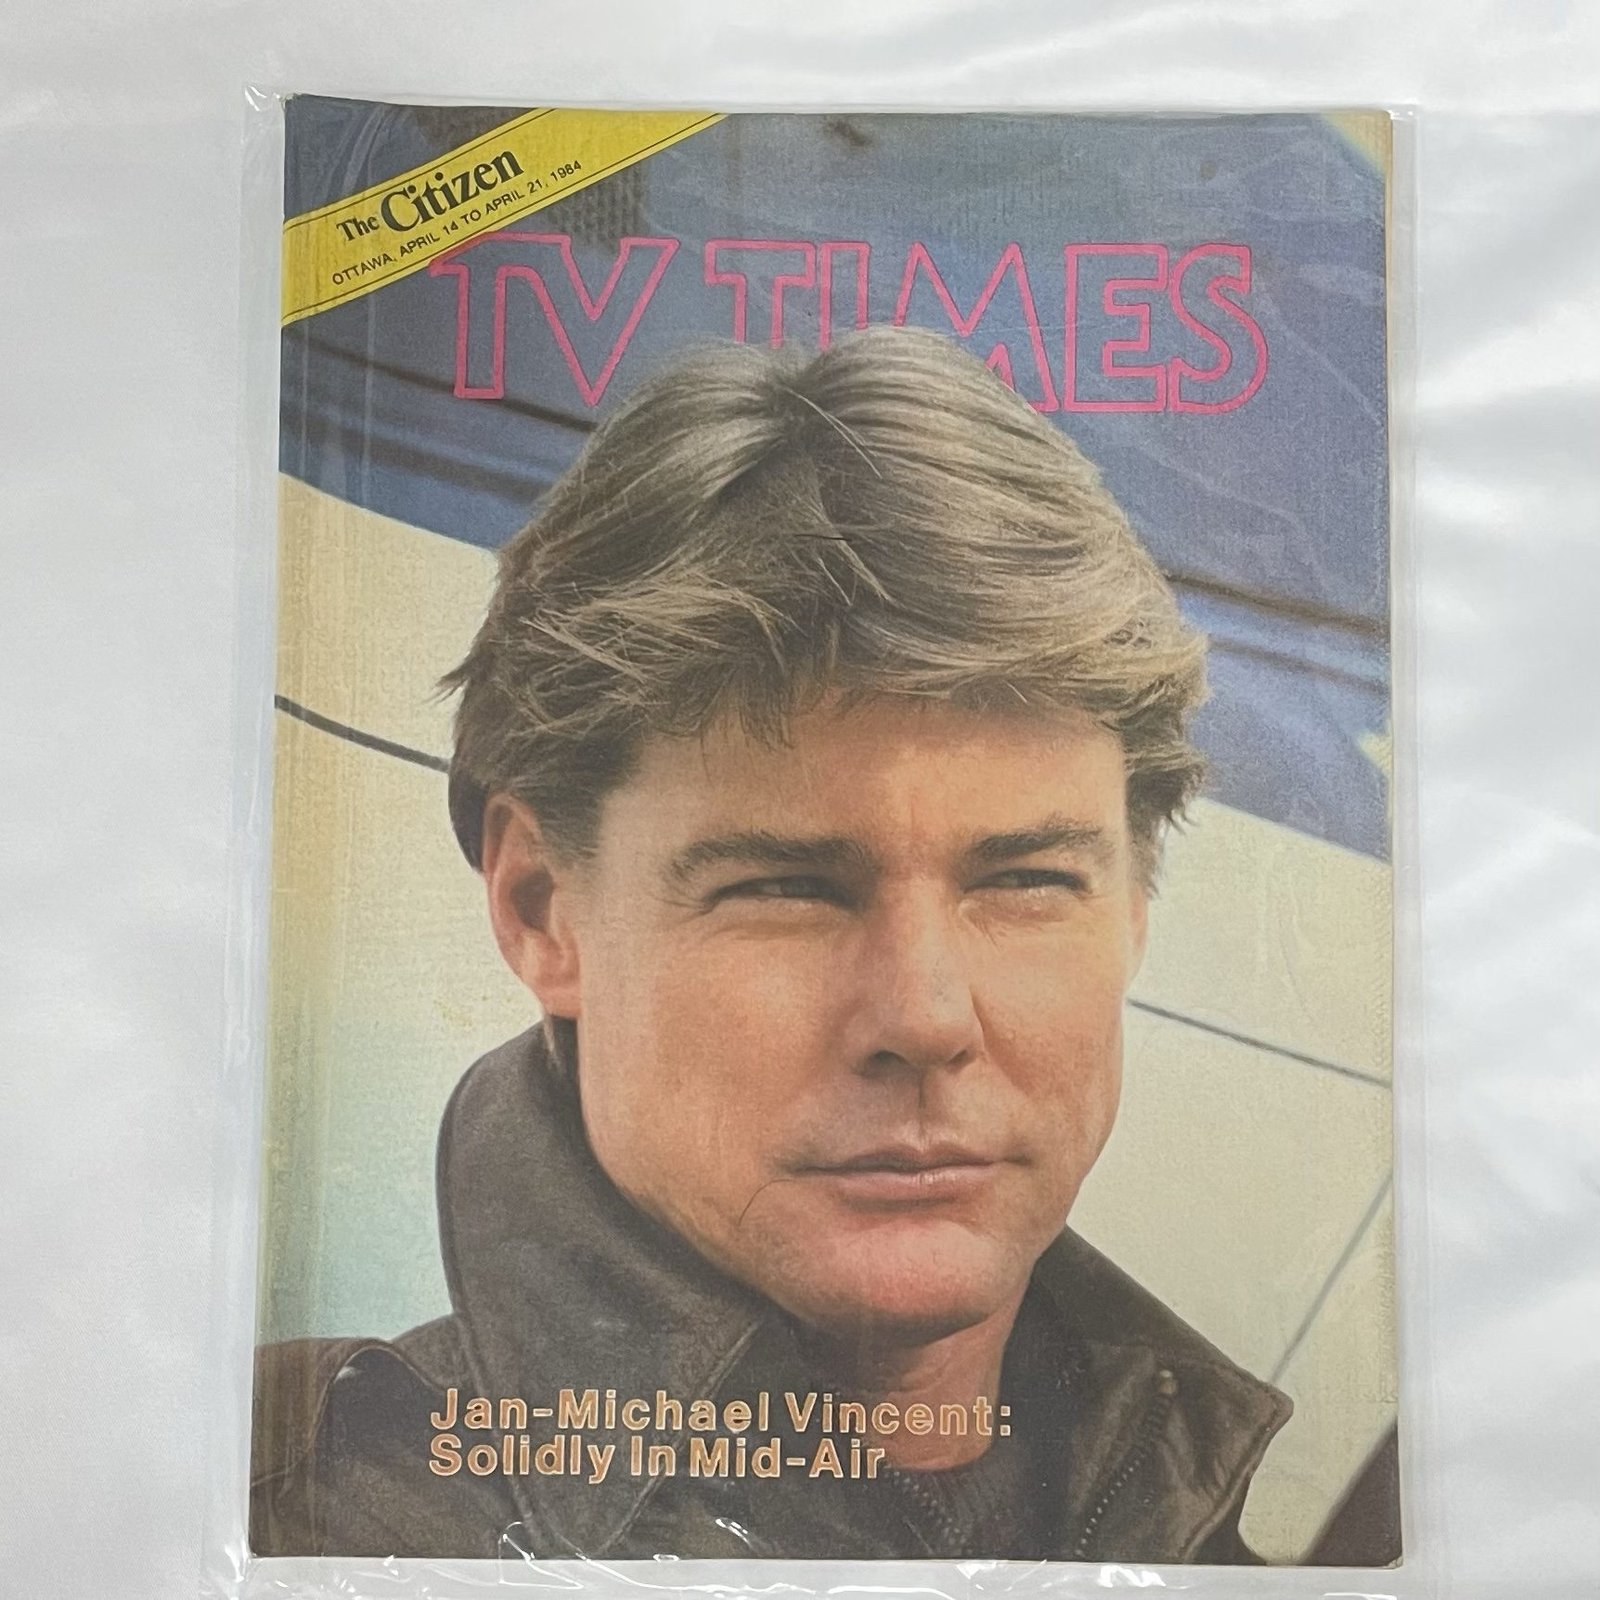 The Citizen
OTTAWA, APRIL 14 TO APRIL 21, 1984
TV TIMES
Jan-Michael Vincent:
Solidly In Mid-Air